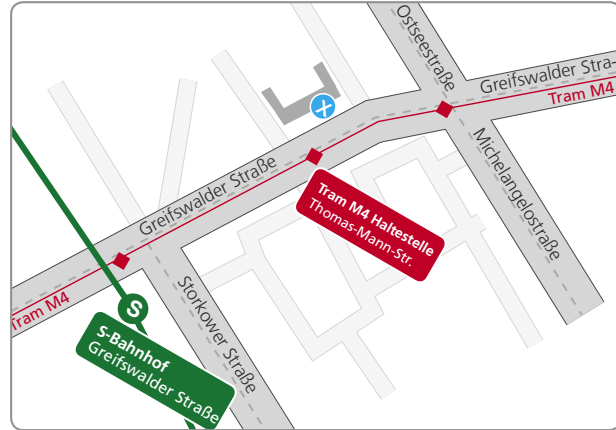 Ostseestraße
Greifswalder Stra-
Tram M4
Michelangelostraße
Greifswalder Straße
Tram M4 Haltestelle
Thomas-Mann-Str.
Tram M4
S
S-Bahnhof
Greifswalder Straße
Storkower Straße